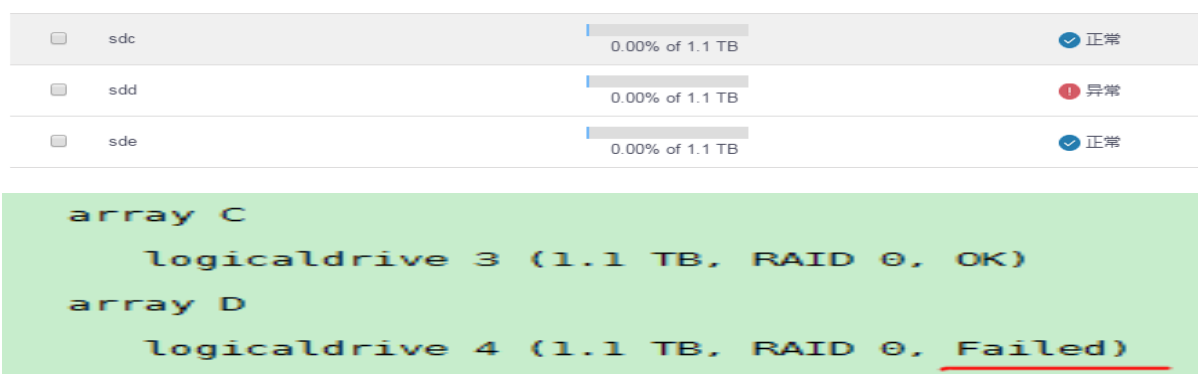 sdc 0.00% of 1.1 TB 正常
sdd 0.00% of 1.1 TB 异常
sde 0.00% of 1.1 TB 正常
array C
logicaldrive 3 (1.1 TB, RAID 0, OK)
array D
logicaldrive 4 (1.1 TB, RAID 0, Failed)